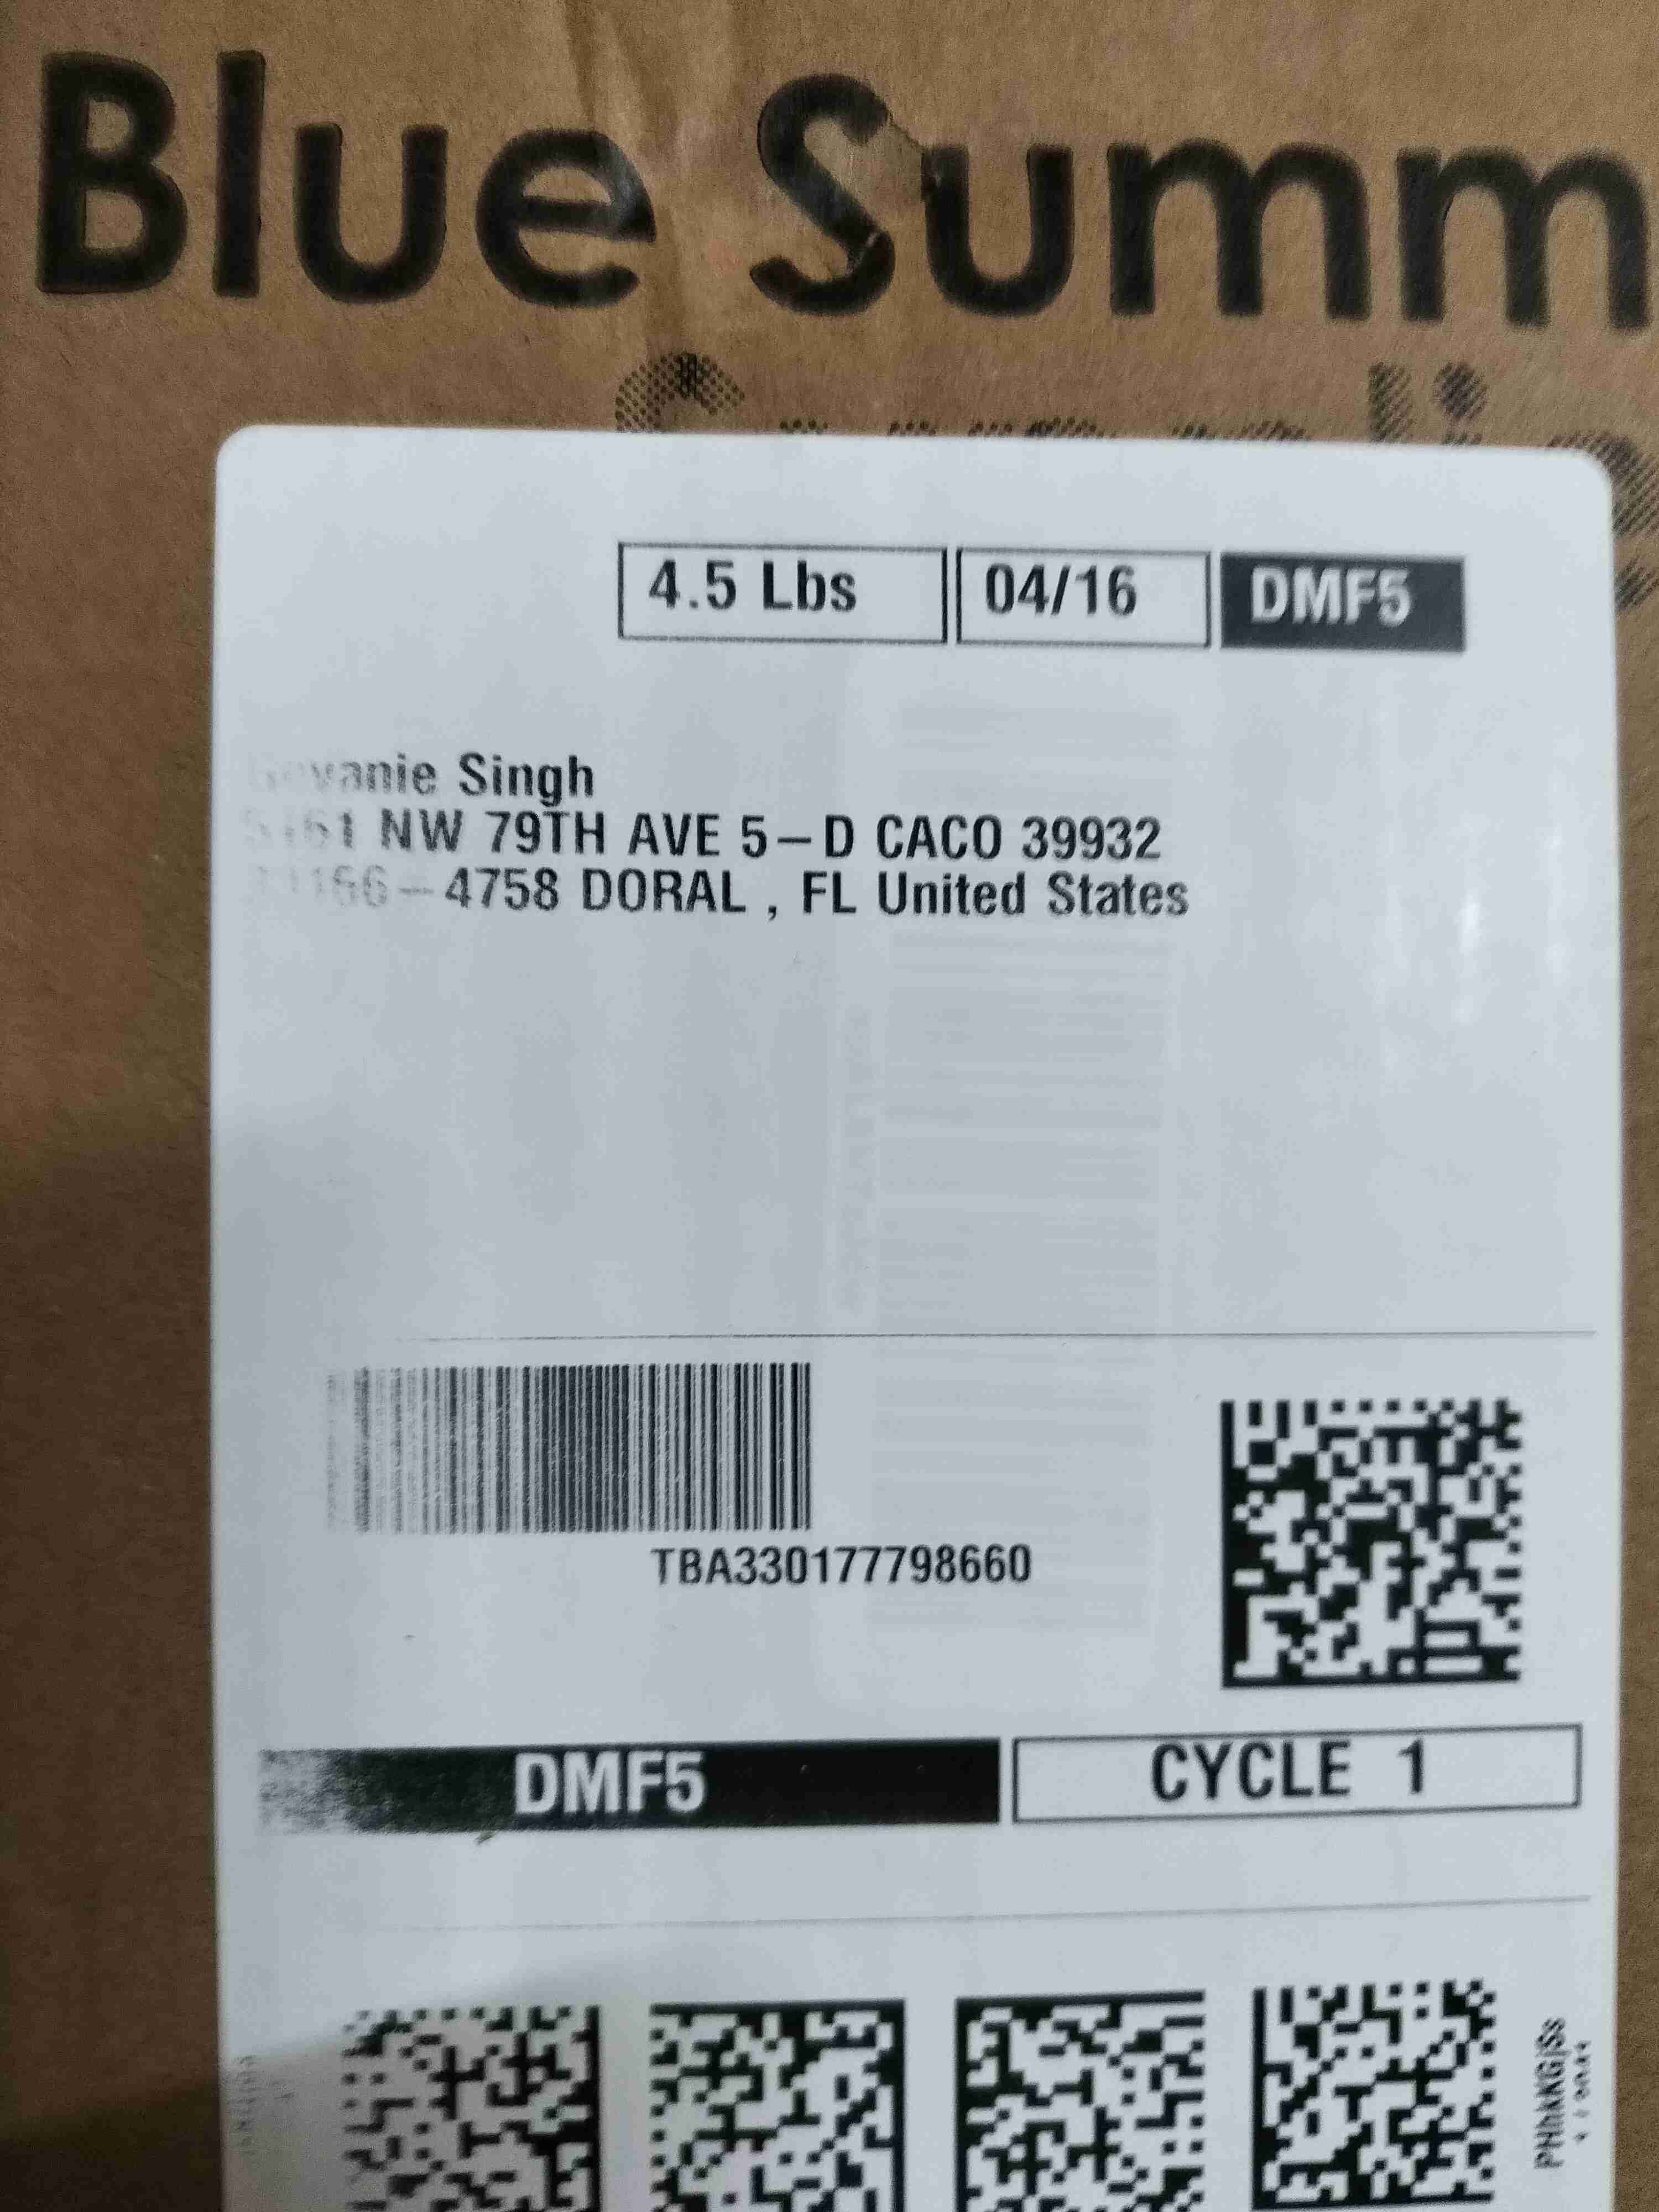 Blue Summ
4.5 Lbs 04/16 DMF5
Singh
NW 79TH AVE 5-D CACO 39932
4758 DORAL , FL United States
TBA330177798660
DMF5 CYCLE 1